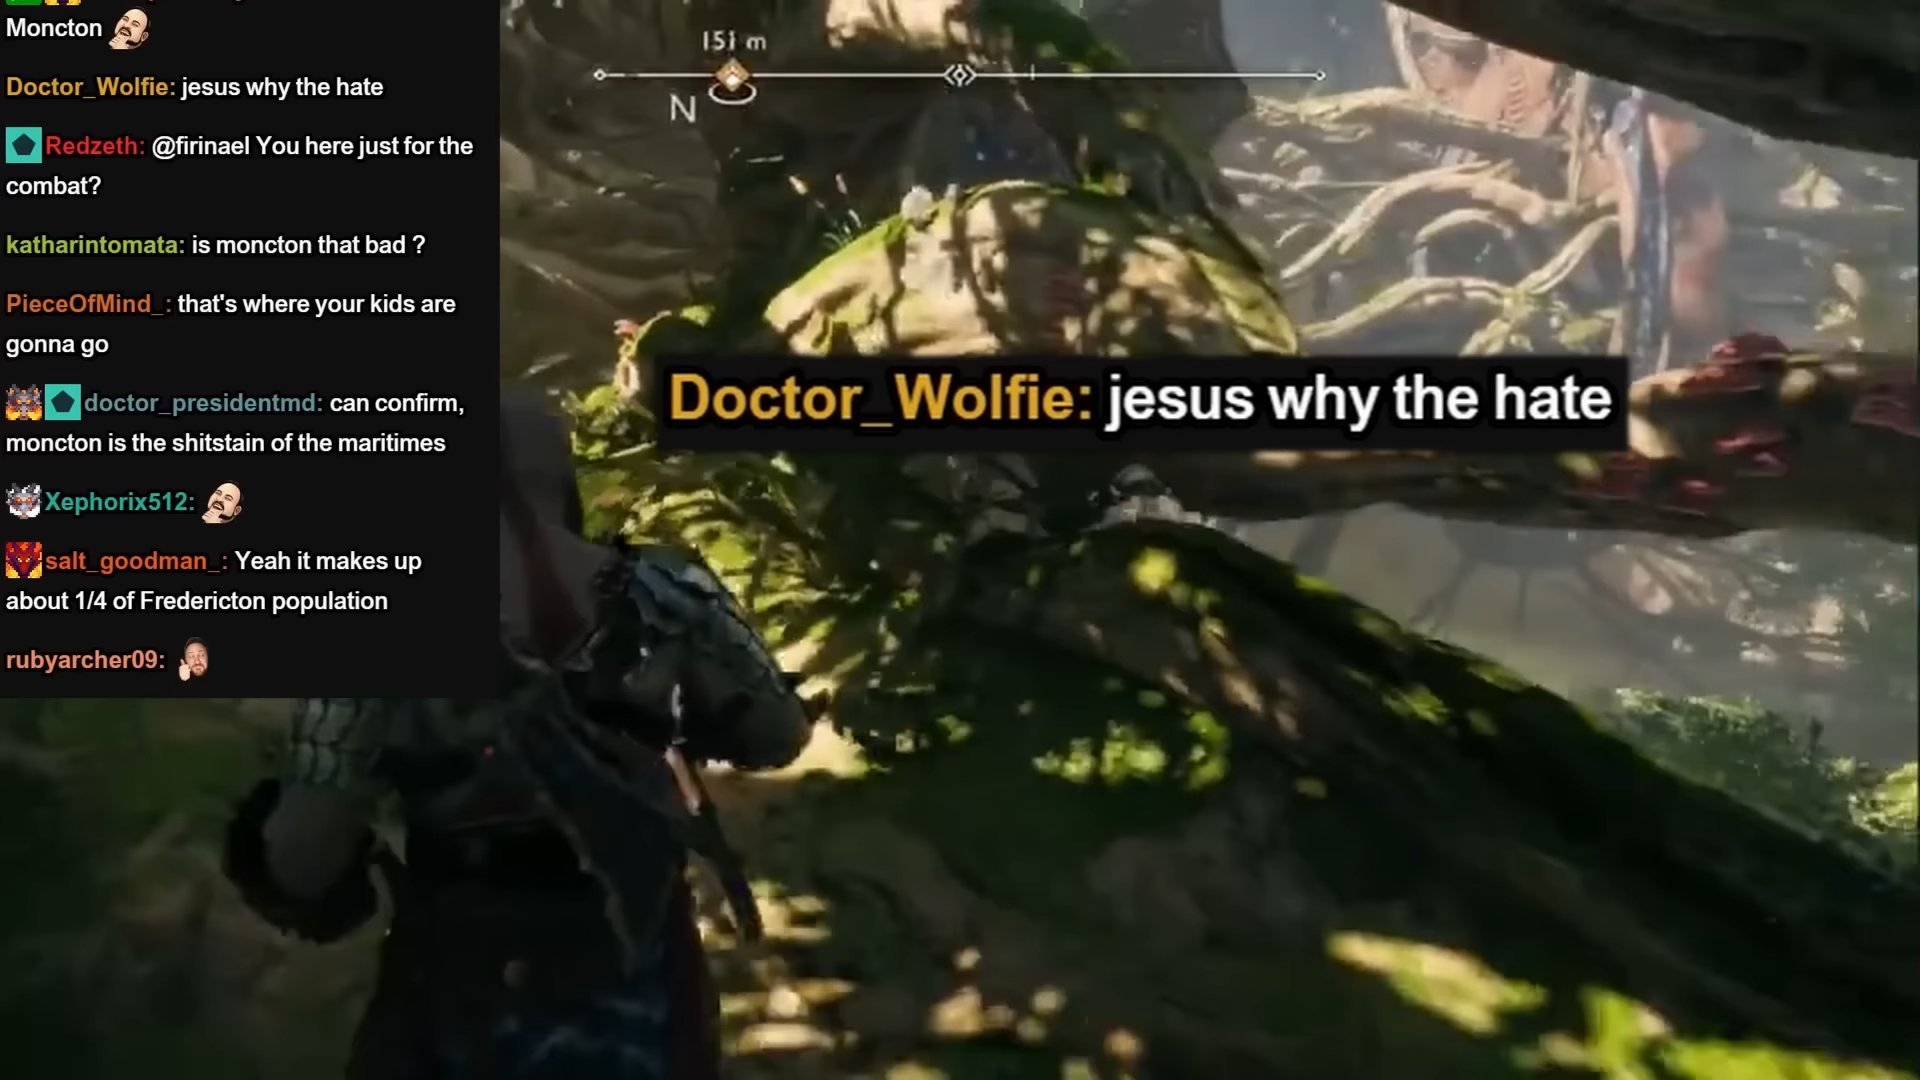 Moncton
Doctor_Wolfie: jesus why the hate
Redzeth: @firinael You here just for the
combat?
katharintomata: is moncton that bad ?
PieceOfMind_: that's where your kids are
gonna go
doctor_presidentmd: can confirm,
moncton is the shitstain of the maritimes
Xephorix512:
salt_goodman_: Yeah it makes up
about 1/4 of Fredericton population
rubyarcher09:
151 m
N
Doctor_Wolfie: jesus why the hate